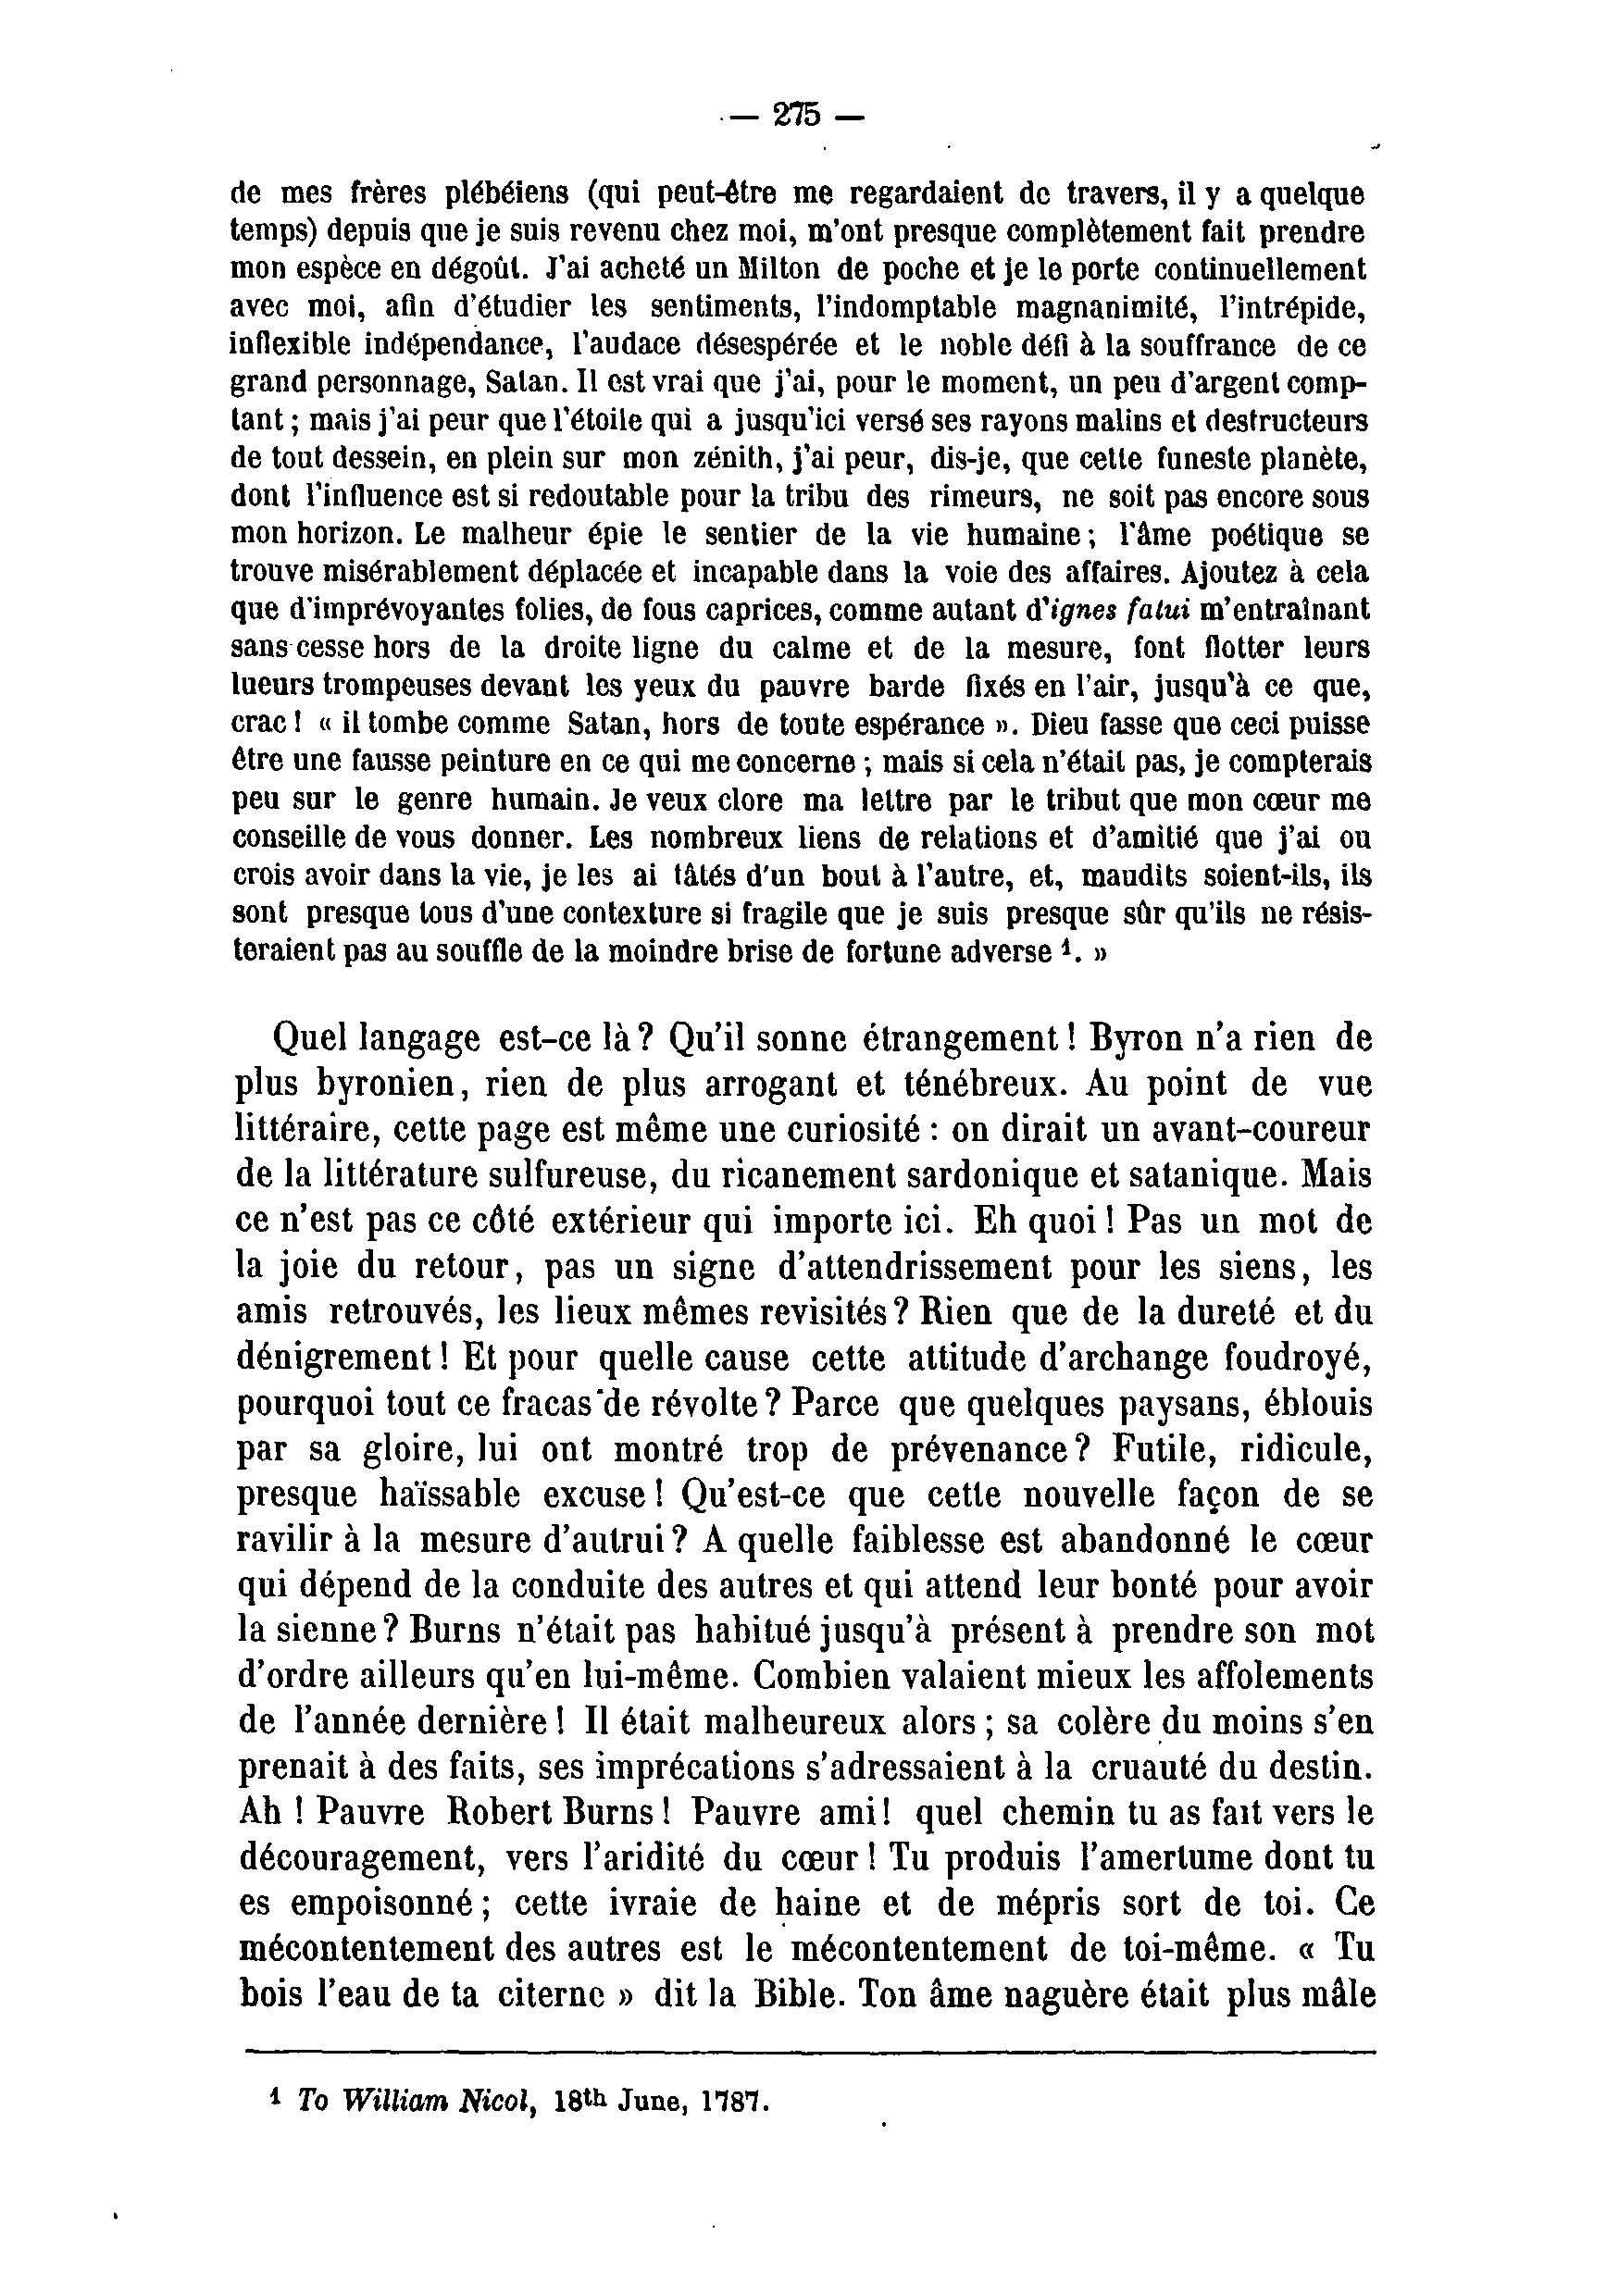 — 275 —
de mes frères plébéiens (qui peut-être me regardaient de travers, il y a quelque
temps) depuis que je suis revenu chez moi, m'ont presque complètement fait prendre
mon espèce en dégoût. J'ai acheté un Milton de poche et je le porte continuellement
avec moi, afin d'étudier les sentiments, l'indomptable magnanimité, l'intrépide,
inflexible indépendance, l'audace désespérée et le noble défi à la souffrance de ce
grand personnage, Satan. Il est vrai que j'ai, pour le moment, un peu d'argent comp-
tant ; mais j'ai peur que l'étoile qui a jusqu'ici versé ses rayons malins et destructeurs
de tout dessein, en plein sur mon zénith, j'ai peur, dis-je, que cette funeste planète,
dont l'influence est si redoutable pour la tribu des rimeurs, ne soit pas encore sous
mon horizon. Le malheur épie le sentier de la vie humaine ; l'âme poétique se
trouve misérablement déplacée et incapable dans la voie des affaires. Ajoutez à cela
que d'imprévoyantes folies, de fous caprices, comme autant d'ignes fatui m'entraînant
sans cesse hors de la droite ligne du calme et de la mesure, font flotter leurs
lueurs trompeuses devant les yeux du pauvre barde fixés en l'air, jusqu'à ce que,
crac ! « il tombe comme Satan, hors de toute espérance ». Dieu fasse que ceci puisse
être une fausse peinture en ce qui me concerne ; mais si cela n'était pas, je compterais
peu sur le genre humain. Je veux clore ma lettre par le tribut que mon cœur me
conseille de vous donner. Les nombreux liens de relations et d'amitié que j'ai ou
crois avoir dans la vie, je les ai tâtés d'un bout à l'autre, et, maudits soient-ils, ils
sont presque tous d'une contexture si fragile que je suis presque sûr qu'ils ne résis-
teraient pas au souffle de la moindre brise de fortune adverse ¹. »
Quel langage est-ce là ? Qu'il sonne étrangement ! Byron n'a rien de
plus byronien, rien de plus arrogant et ténébreux. Au point de vue
littéraire, cette page est même une curiosité : on dirait un avant-coureur
de la littérature sulfureuse, du ricanement sardonique et satanique. Mais
ce n'est pas ce côté extérieur qui importe ici. Eh quoi ! Pas un mot de
la joie du retour, pas un signe d'attendrissement pour les siens, les
amis retrouvés, les lieux mêmes revisités ? Rien que de la dureté et du
dénigrement ! Et pour quelle cause cette attitude d'archange foudroyé,
pourquoi tout ce fracas de révolte ? Parce que quelques paysans, éblouis
par sa gloire, lui ont montré trop de prévenance ? Futile, ridicule,
presque haïssable excuse ! Qu'est-ce que cette nouvelle façon de se
ravilir à la mesure d'autrui ? A quelle faiblesse est abandonné le cœur
qui dépend de la conduite des autres et qui attend leur bonté pour avoir
la sienne ? Burns n'était pas habitué jusqu'à présent à prendre son mot
d'ordre ailleurs qu'en lui-même. Combien valaient mieux les affolements
de l'année dernière ! Il était malheureux alors ; sa colère du moins s'en
prenait à des faits, ses imprécations s'adressaient à la cruauté du destin.
Ah ! Pauvre Robert Burns ! Pauvre ami ! quel chemin tu as fait vers le
découragement, vers l'aridité du cœur ! Tu produis l'amertume dont tu
es empoisonné ; cette ivraie de haine et de mépris sort de toi. Ce
mécontentement des autres est le mécontentement de toi-même. « Tu
bois l'eau de ta citerne » dit la Bible. Ton âme naguère était plus mâle
¹ To William Nicol, 18th June, 1787.